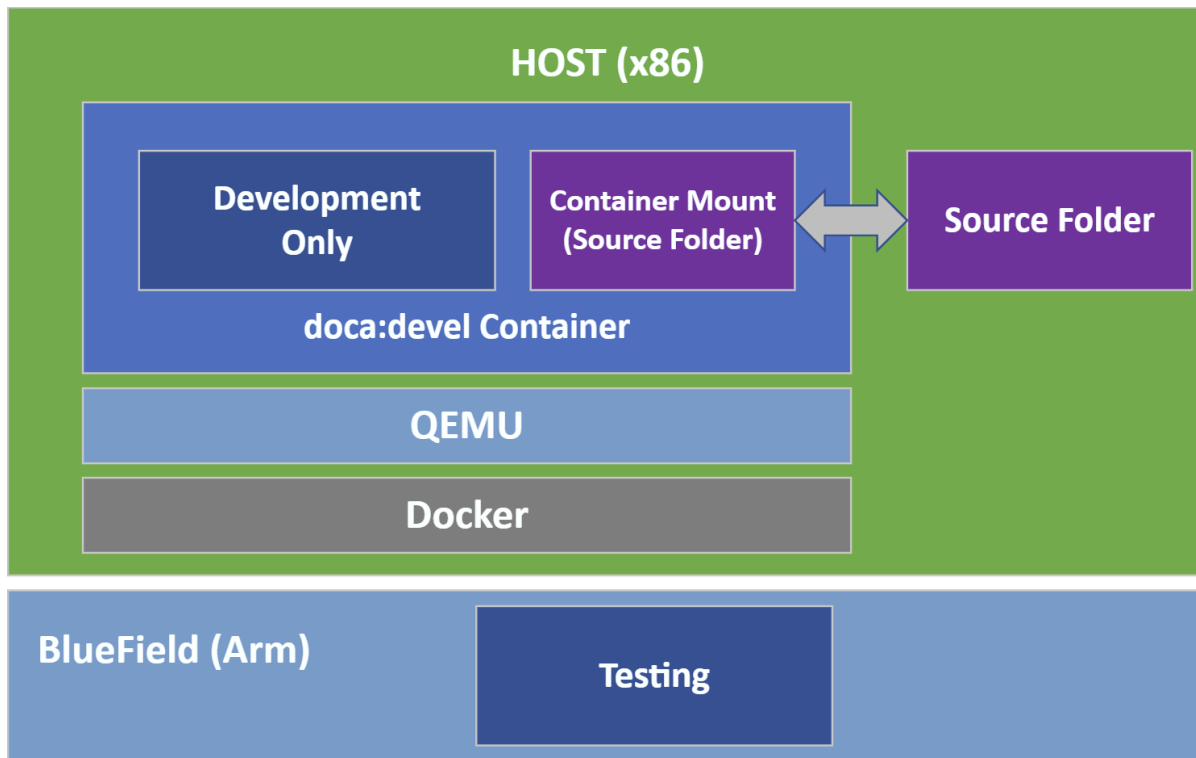 HOST (x86)
Development
Only
Container Mount
(Source Folder)
Source Folder
doca:devel Container
QEMU
Docker
BlueField (Arm)
Testing